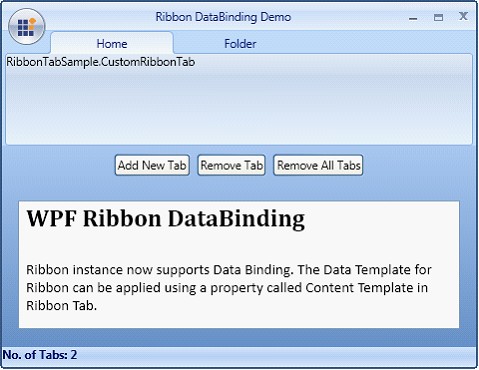 Ribbon DataBinding Demo
Home Folder
RibbonTabSample.CustomRibbonTab
Add New Tab Remove Tab Remove All Tabs
WPF Ribbon DataBinding
Ribbon instance now supports Data Binding. The Data Template for
Ribbon can be applied using a property called Content Template in
Ribbon Tab.
No. of Tabs: 2